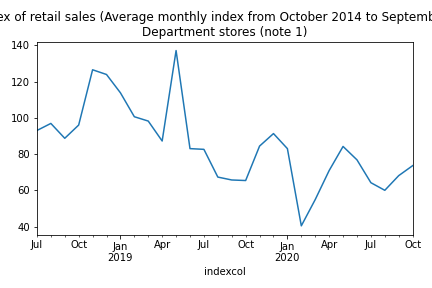 ex of retail sales (Average monthly index from October 2014 to Septemb
Department stores (note 1)
140
120
100
80
60
40
Jul Oct Jan Apr Jul Oct Jan Apr Jul Oct
2019 2020
indexcol